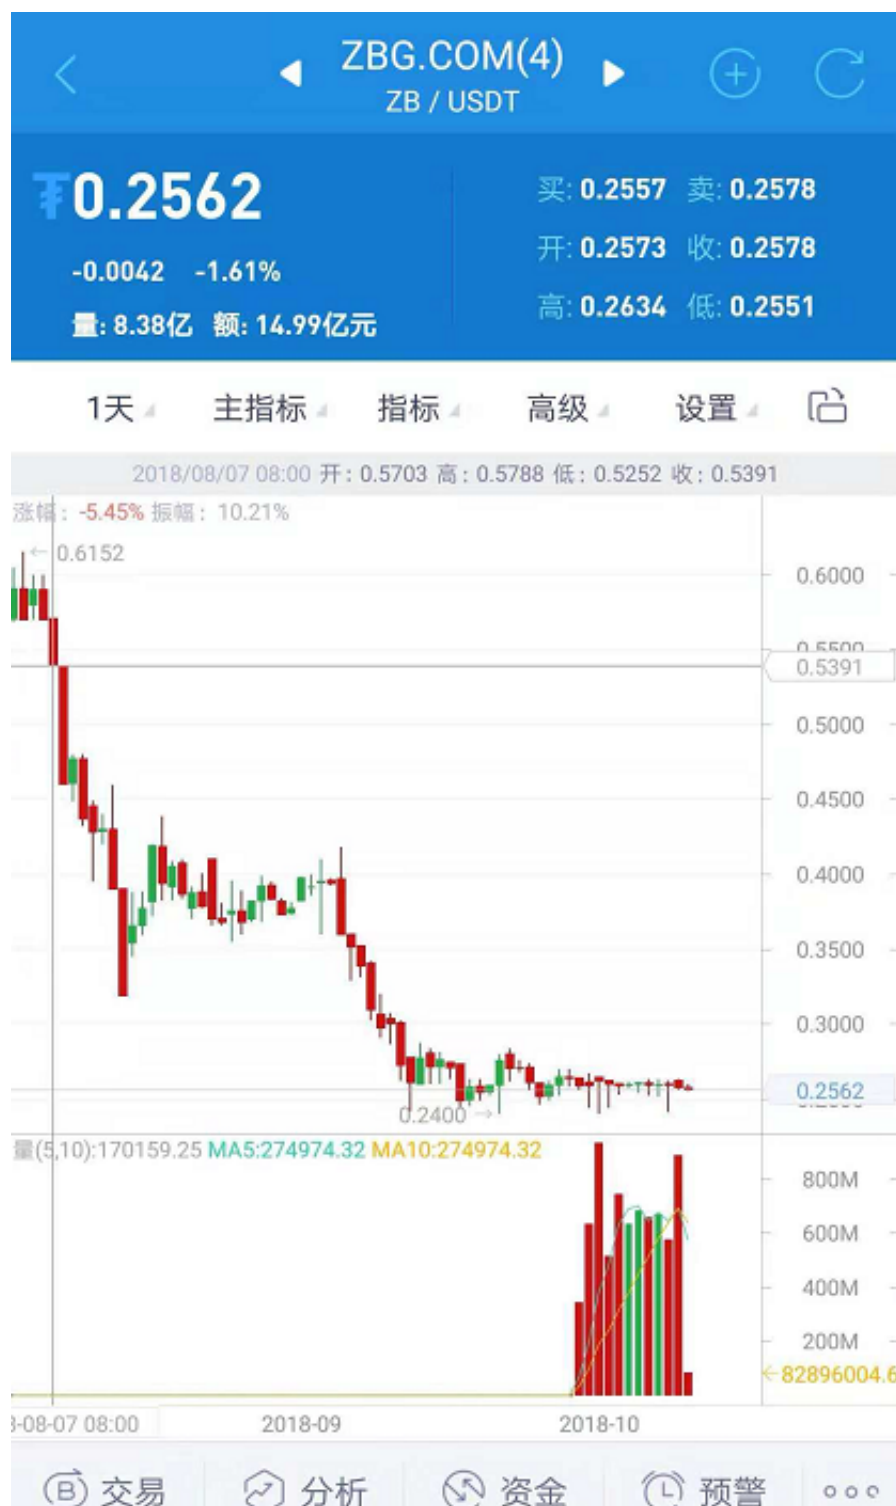 ZBG.COM(4)
ZB / USDT
₮0.2562
买: 0.2557 卖: 0.2578
-0.0042 -1.61%
开: 0.2573 收: 0.2578
量: 8.38亿 额: 14.99亿元
高: 0.2634 低: 0.2551
1天 主指标 指标 高级 设置
2018/08/07 08:00 开: 0.5703 高: 0.5788 低: 0.5252 收: 0.5391
涨幅: -5.45% 振幅: 10.21%
← 0.6152
0.6000
0.5500
0.5391
0.5000
0.4500
0.4000
0.3500
0.3000
0.2562
0.2400 →
量(5,10):170159.25 MA5:274974.32 MA10:274974.32
800M
600M
400M
200M
←82896004.6
-08-07 08:00 2018-09 2018-10
B 交易 分析 资金 预警